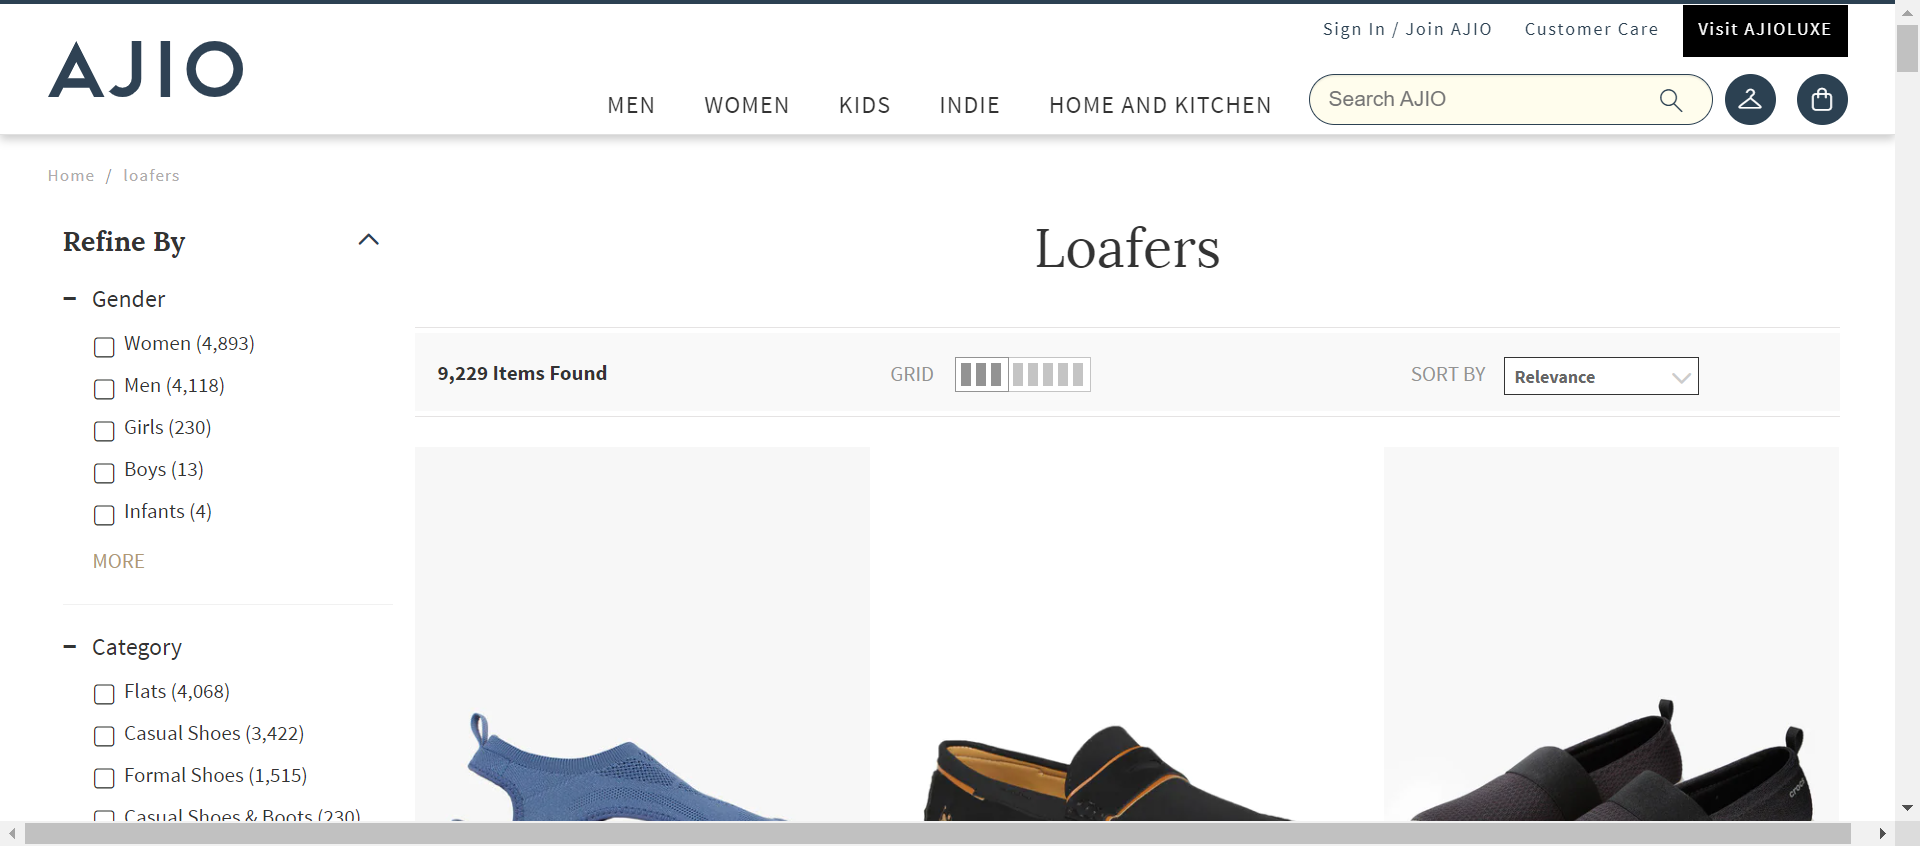 Sign In / Join AJIO
Customer Care
Visit AJIOLUXE
AJIO
MEN
WOMEN
KIDS
INDIE
HOME AND KITCHEN
Search AJIO
Home / loafers
Refine By
Loafers
Gender
Women (4,893)
Men (4,118)
Girls (230)
Boys (13)
Infants (4)
MORE
9,229 Items Found
GRID
SORT BY
Relevance
Category
Flats (4,068)
Casual Shoes (3,422)
Formal Shoes (1,515)
Casual Shoes & Boots (230)
crocs